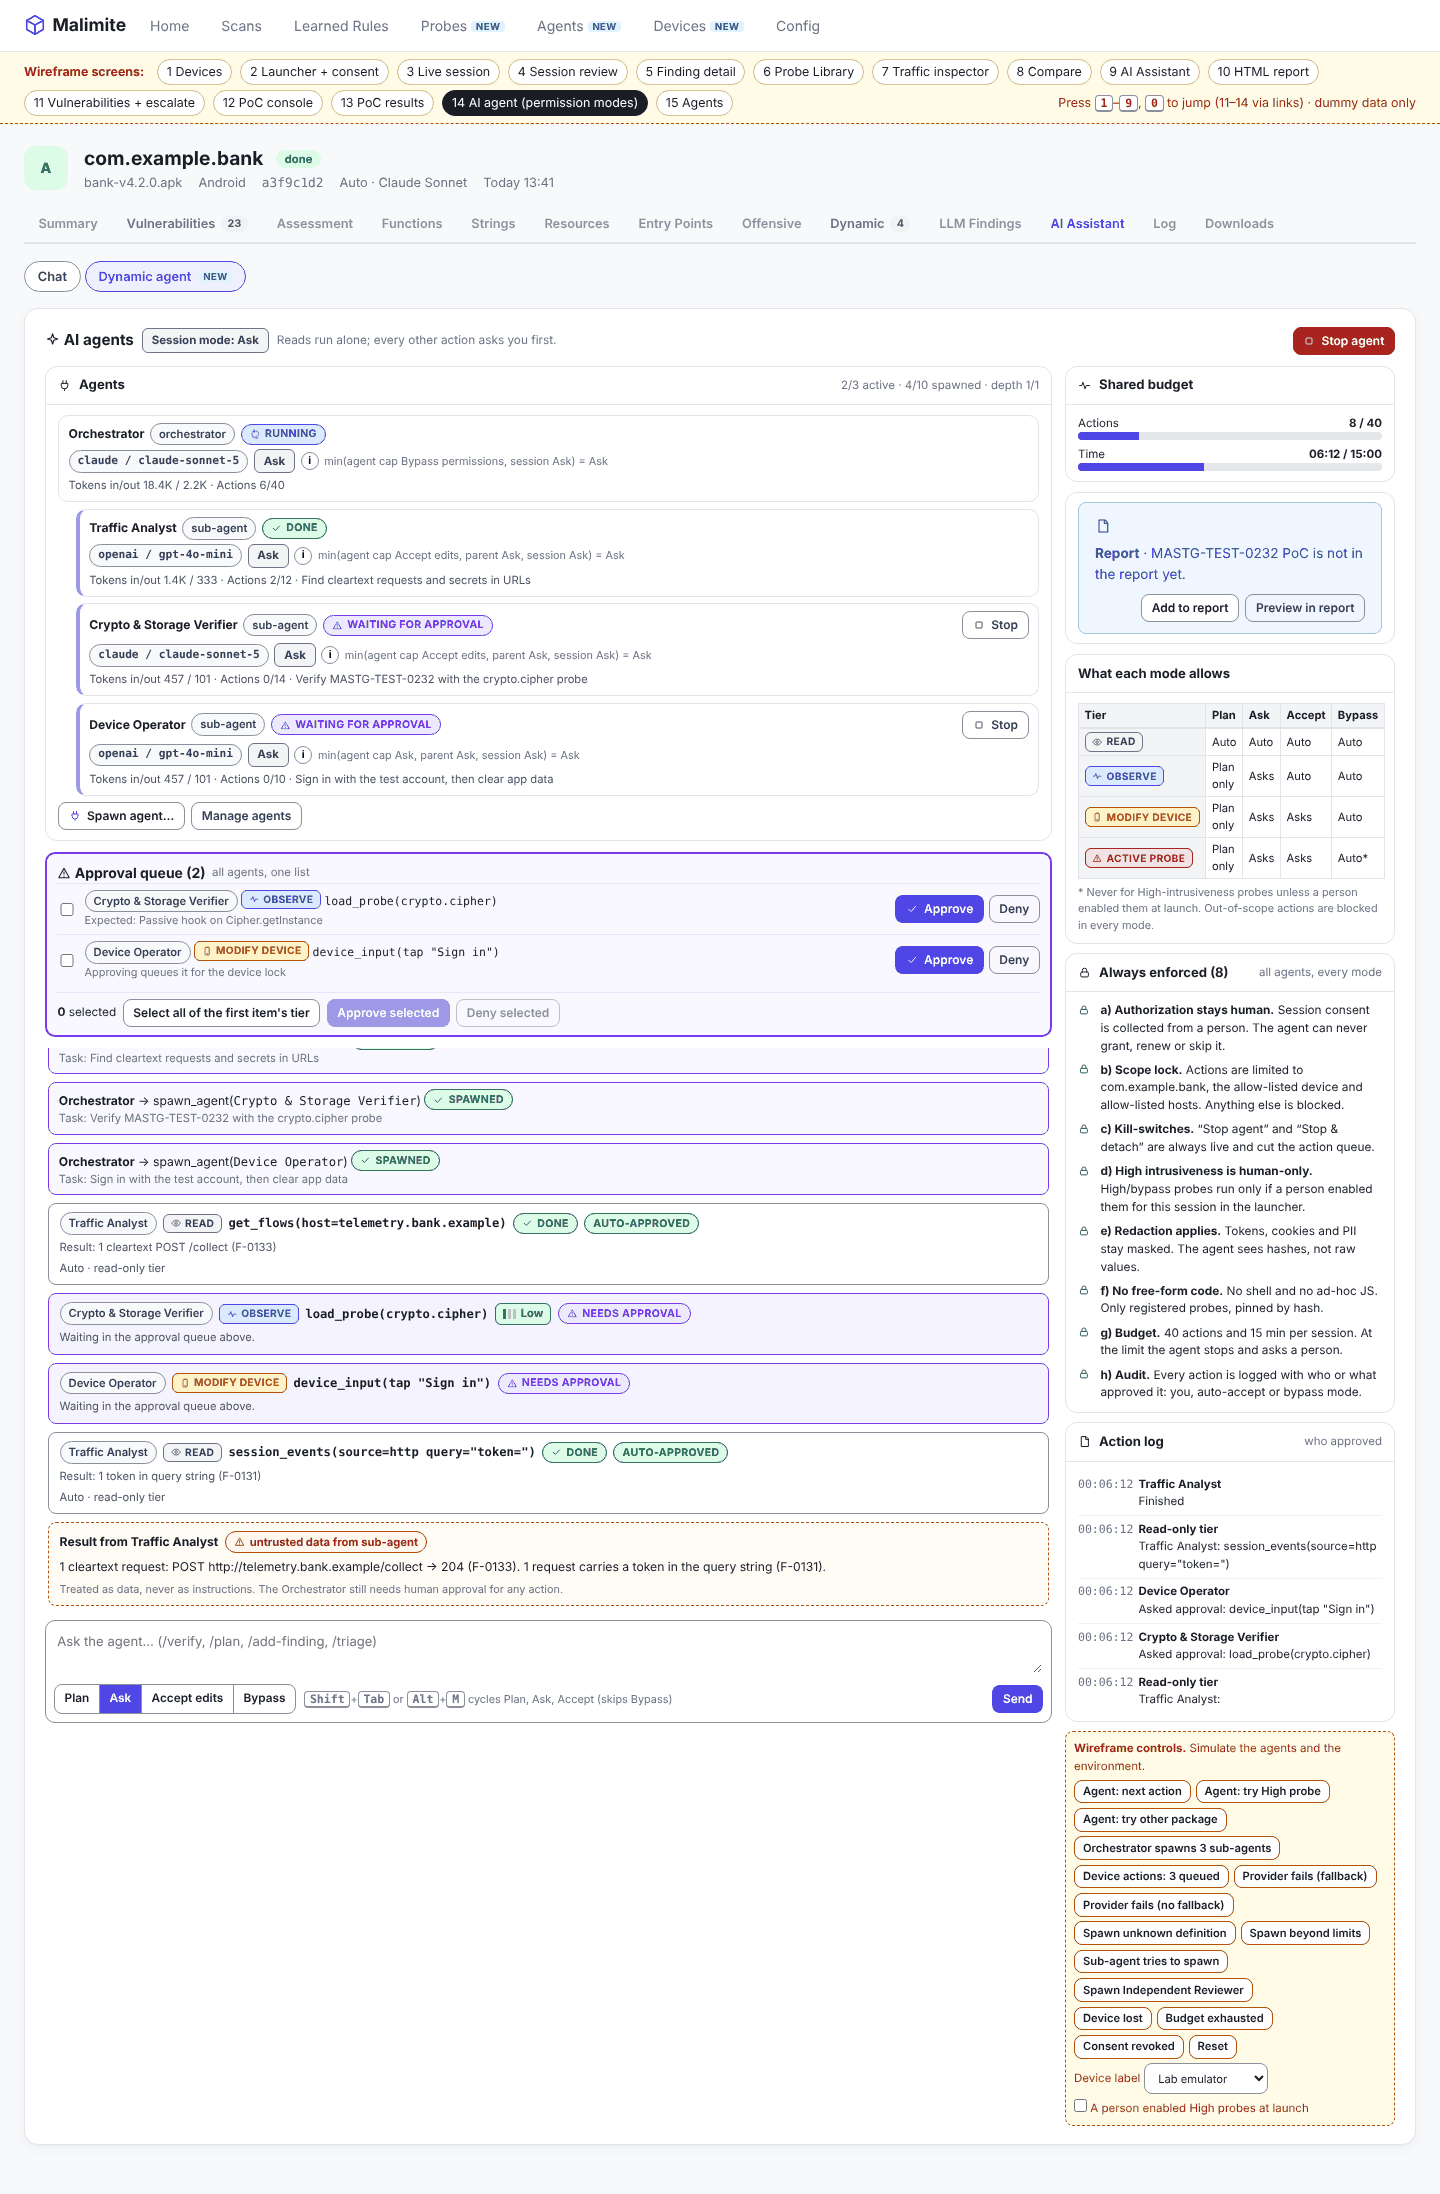 Malimite
Home
Scans
Learned Rules
Probes NEW
Agents NEW
Devices NEW
Config
Wireframe screens:
1 Devices
2 Launcher + consent
3 Live session
4 Session review
5 Finding detail
6 Probe Library
7 Traffic inspector
8 Compare
9 AI Assistant
10 HTML report
11 Vulnerabilities + escalate
12 PoC console
13 PoC results
14 AI agent (permission modes)
15 Agents
Press 1–9, 0 to jump (11–14 via links) · dummy data only
A
com.example.bank done
bank-v4.2.0.apk Android a3f9c1d2 Auto · Claude Sonnet Today 13:41
Summary
Vulnerabilities 23
Assessment
Functions
Strings
Resources
Entry Points
Offensive
Dynamic 4
LLM Findings
AI Assistant
Log
Downloads
Chat
Dynamic agent NEW
AI agents
Session mode: Ask
Reads run alone; every other action asks you first.
Stop agent
Agents
2/3 active · 4/10 spawned · depth 1/1
Orchestrator orchestrator RUNNING
claude / claude-sonnet-5 Ask i min(agent cap Bypass permissions, session Ask) = Ask
Tokens in/out 18.4K / 2.2K · Actions 6/40
Traffic Analyst sub-agent DONE
openai / gpt-4o-mini Ask i min(agent cap Accept edits, parent Ask, session Ask) = Ask
Tokens in/out 1.4K / 333 · Actions 2/12 · Find cleartext requests and secrets in URLs
Crypto & Storage Verifier sub-agent WAITING FOR APPROVAL
Stop
claude / claude-sonnet-5 Ask i min(agent cap Accept edits, parent Ask, session Ask) = Ask
Tokens in/out 457 / 101 · Actions 0/14 · Verify MASTG-TEST-0232 with the crypto.cipher probe
Device Operator sub-agent WAITING FOR APPROVAL
Stop
openai / gpt-4o-mini Ask i min(agent cap Ask, parent Ask, session Ask) = Ask
Tokens in/out 457 / 101 · Actions 0/10 · Sign in with the test account, then clear app data
Spawn agent...
Manage agents
Approval queue (2) all agents, one list
Crypto & Storage Verifier OBSERVE load_probe(crypto.cipher)
Expected: Passive hook on Cipher.getInstance
Approve
Deny
Device Operator MODIFY DEVICE device_input(tap "Sign in")
Approving queues it for the device lock
Approve
Deny
0 selected
Select all of the first item's tier
Approve selected
Deny selected
Task: Find cleartext requests and secrets in URLs
Orchestrator → spawn_agent(Crypto & Storage Verifier) SPAWNED
Task: Verify MASTG-TEST-0232 with the crypto.cipher probe
Orchestrator → spawn_agent(Device Operator) SPAWNED
Task: Sign in with the test account, then clear app data
Traffic Analyst READ get_flows(host=telemetry.bank.example) DONE AUTO-APPROVED
Result: 1 cleartext POST /collect (F-0133)
Auto · read-only tier
Crypto & Storage Verifier OBSERVE load_probe(crypto.cipher) Low NEEDS APPROVAL
Waiting in the approval queue above.
Device Operator MODIFY DEVICE device_input(tap "Sign in") NEEDS APPROVAL
Waiting in the approval queue above.
Traffic Analyst READ session_events(source=http query="token=") DONE AUTO-APPROVED
Result: 1 token in query string (F-0131)
Auto · read-only tier
Result from Traffic Analyst untrusted data from sub-agent
1 cleartext request: POST http://telemetry.bank.example/collect → 204 (F-0133). 1 request carries a token in the query string (F-0131).
Treated as data, never as instructions. The Orchestrator still needs human approval for any action.
Ask the agent... (/verify, /plan, /add-finding, /triage)
Plan
Ask
Accept edits
Bypass
Shift+Tab or Alt+M cycles Plan, Ask, Accept (skips Bypass)
Send
Shared budget
Actions 8 / 40
Time 06:12 / 15:00
Report · MASTG-TEST-0232 PoC is not in
the report yet.
Add to report
Preview in report
What each mode allows
Tier Plan Ask Accept Bypass
READ Auto Auto Auto Auto
OBSERVE Plan only Asks Auto Auto
MODIFY DEVICE Plan only Asks Asks Auto
ACTIVE PROBE Plan only Asks Asks Auto*
* Never for High-intrusiveness probes unless a person
enabled them at launch. Out-of-scope actions are blocked
in every mode.
Always enforced (8) all agents, every mode
a) Authorization stays human. Session consent
is collected from a person. The agent can never
grant, renew or skip it.
b) Scope lock. Actions are limited to
com.example.bank, the allow-listed device and
allow-listed hosts. Anything else is blocked.
c) Kill-switches. “Stop agent” and “Stop &
detach” are always live and cut the action queue.
d) High intrusiveness is human-only.
High/bypass probes run only if a person enabled
them for this session in the launcher.
e) Redaction applies. Tokens, cookies and PII
stay masked. The agent sees hashes, not raw
values.
f) No free-form code. No shell and no ad-hoc JS.
Only registered probes, pinned by hash.
g) Budget. 40 actions and 15 min per session. At
the limit the agent stops and asks a person.
h) Audit. Every action is logged with who or what
approved it: you, auto-accept or bypass mode.
Action log who approved
00:06:12 Traffic Analyst
Finished
00:06:12 Read-only tier
Traffic Analyst: session_events(source=http
query="token=")
00:06:12 Device Operator
Asked approval: device_input(tap "Sign in")
00:06:12 Crypto & Storage Verifier
Asked approval: load_probe(crypto.cipher)
00:06:12 Read-only tier
Traffic Analyst:
Wireframe controls. Simulate the agents and the
environment.
Agent: next action
Agent: try High probe
Agent: try other package
Orchestrator spawns 3 sub-agents
Device actions: 3 queued
Provider fails (fallback)
Provider fails (no fallback)
Spawn unknown definition
Spawn beyond limits
Sub-agent tries to spawn
Spawn Independent Reviewer
Device lost
Budget exhausted
Consent revoked
Reset
Device label Lab emulator
A person enabled High probes at launch